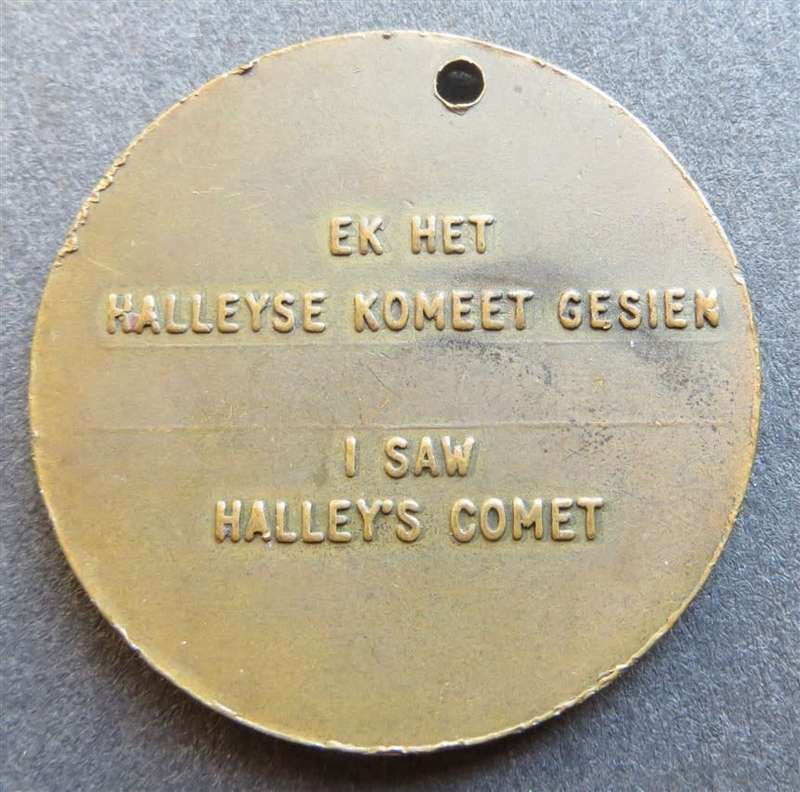 EK HET
HALLEYSE KOMEET GESIEN
I SAW
HALLEY'S COMET